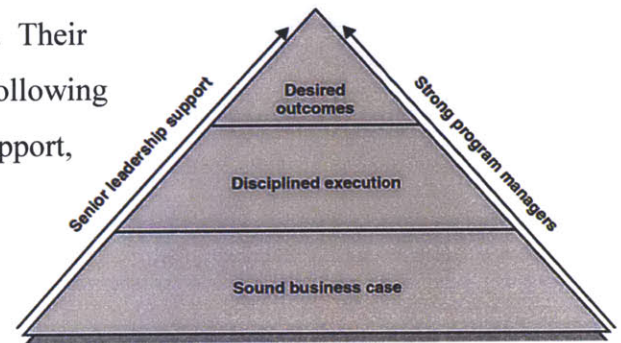 Their
ollowing
pport,
Desired
outcomes
Disciplined execution
Sound business case
Senior leadership support
Strong program managers